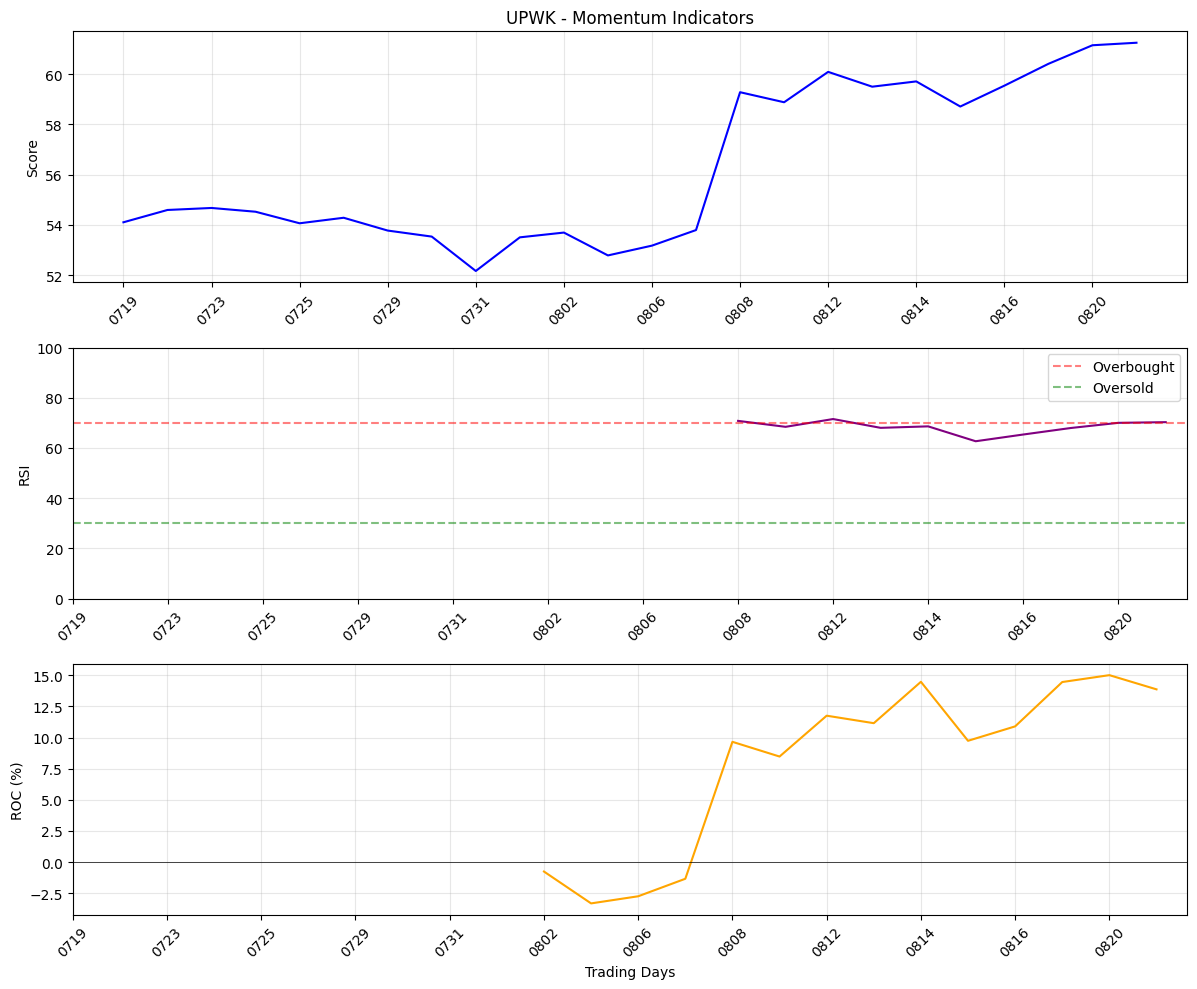 UPWK - Momentum Indicators
Score
60
58
56
54
52
0719 0723 0725 0729 0731 0802 0806 0808 0812 0814 0816 0820
RSI
100
80
60
40
20
0
Overbought
Oversold
0719 0723 0725 0729 0731 0802 0806 0808 0812 0814 0816 0820
ROC (%)
15.0
12.5
10.0
7.5
5.0
2.5
0.0
−2.5
0719 0723 0725 0729 0731 0802 0806 0808 0812 0814 0816 0820
Trading Days